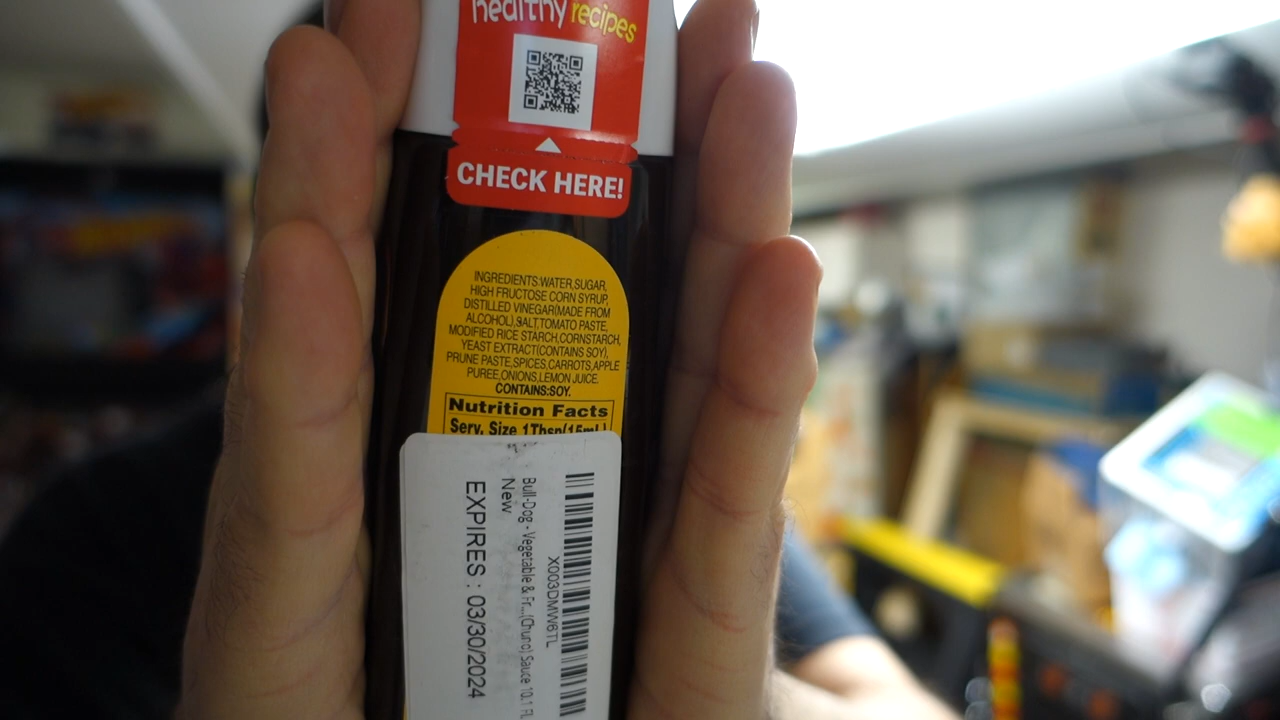 healthy recipes
CHECK HERE!
INGREDIENTS:WATER,SUGAR,
HIGH FRUCTOSE CORN SYRUP,
DISTILLED VINEGAR(MADE FROM
ALCOHOL),SALT,TOMATO PASTE,
MODIFIED RICE STARCH,CORNSTARCH,
YEAST EXTRACT(CONTAINS SOY),
PRUNE PASTE,SPICES,CARROTS,APPLE
PUREE,ONIONS,LEMON JUICE.
CONTAINS:SOY.
Nutrition Facts
Serv. Size 1Tbsp(15mL)
X003DMW6TL
Bull-Dog - Vegetable & Fr...(Chuno) Sauce 10.1 FL
New
EXPIRES : 03/30/2024